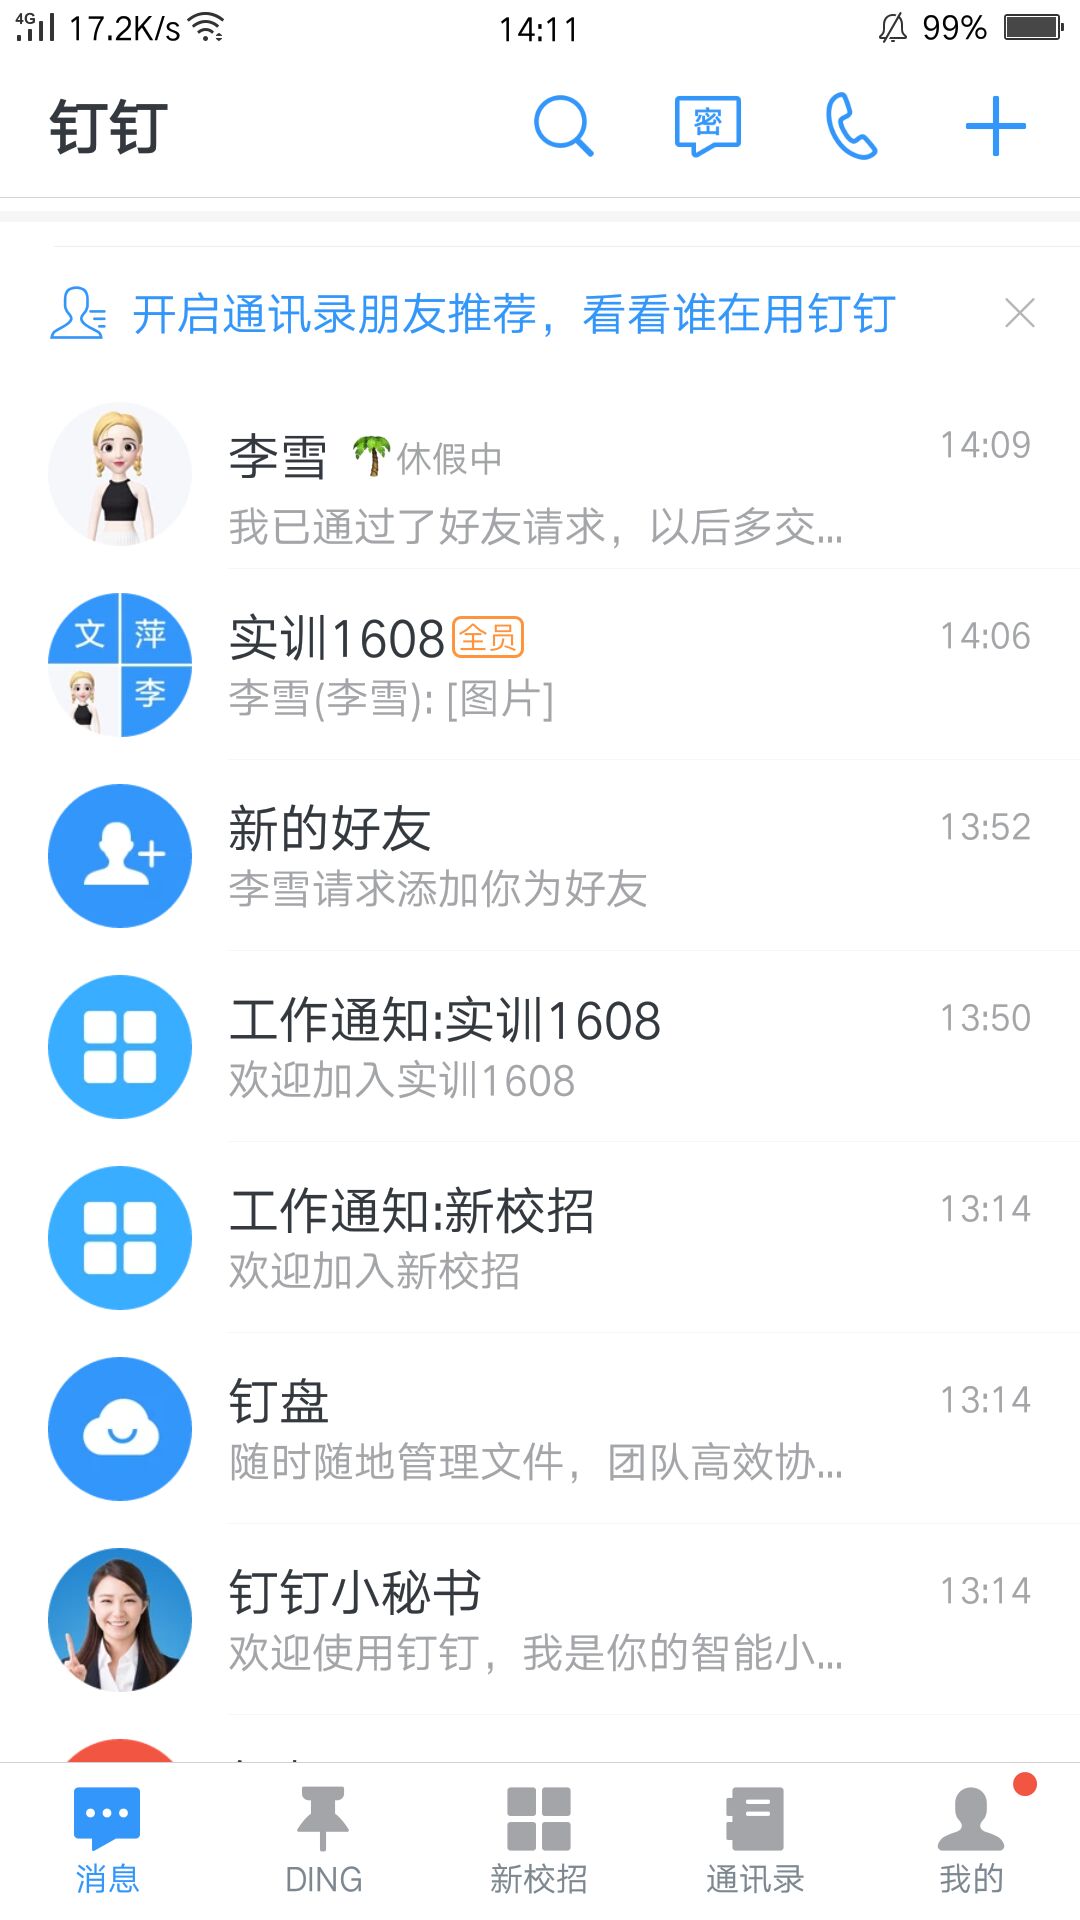 4G 17.2K/s 14:11 99%
钉钉 密
开启通讯录朋友推荐，看看谁在用钉钉
李雪 🌴休假中 14:09
我已通过了好友请求，以后多交...
文 萍
李
实训1608 全员 14:06
李雪(李雪): [图片]
新的好友 13:52
李雪请求添加你为好友
工作通知:实训1608 13:50
欢迎加入实训1608
工作通知:新校招 13:14
欢迎加入新校招
钉盘 13:14
随时随地管理文件，团队高效协...
钉钉小秘书 13:14
欢迎使用钉钉，我是你的智能小...
消息 DING 新校招 通讯录 我的